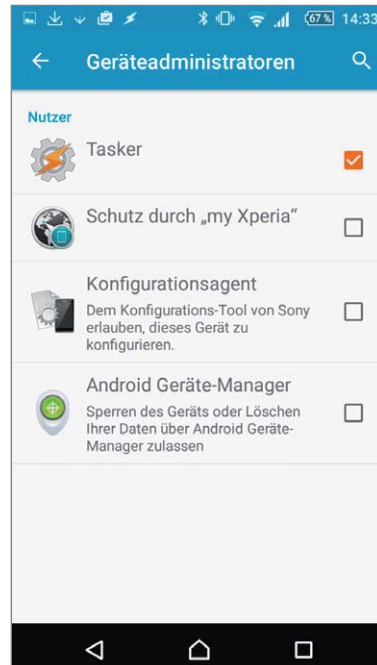 67% 14:33
Geräteadministratoren
Nutzer
Tasker
Schutz durch „my Xperia“
Konfigurationsagent
Dem Konfigurations-Tool von Sony
erlauben, dieses Gerät zu
konfigurieren.
Android Geräte-Manager
Sperren des Geräts oder Löschen
Ihrer Daten über Android Geräte-
Manager zulassen